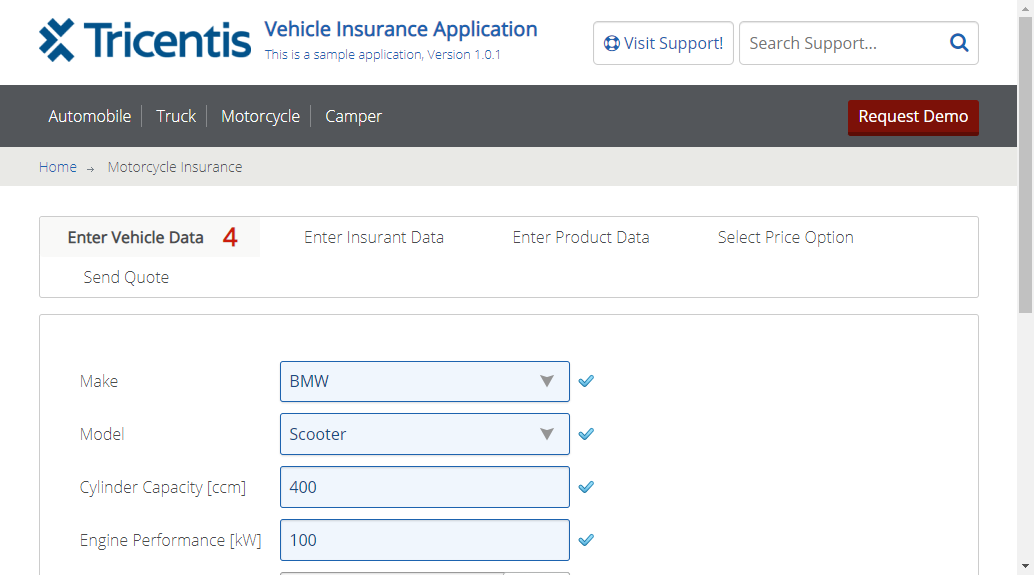 Tricentis
Vehicle Insurance Application
This is a sample application, Version 1.0.1
Visit Support!
Search Support...
Automobile
Truck
Motorcycle
Camper
Request Demo
Home → Motorcycle Insurance
Enter Vehicle Data 4
Enter Insurant Data
Enter Product Data
Select Price Option
Send Quote
Make
BMW
Model
Scooter
Cylinder Capacity [ccm]
400
Engine Performance [kW]
100